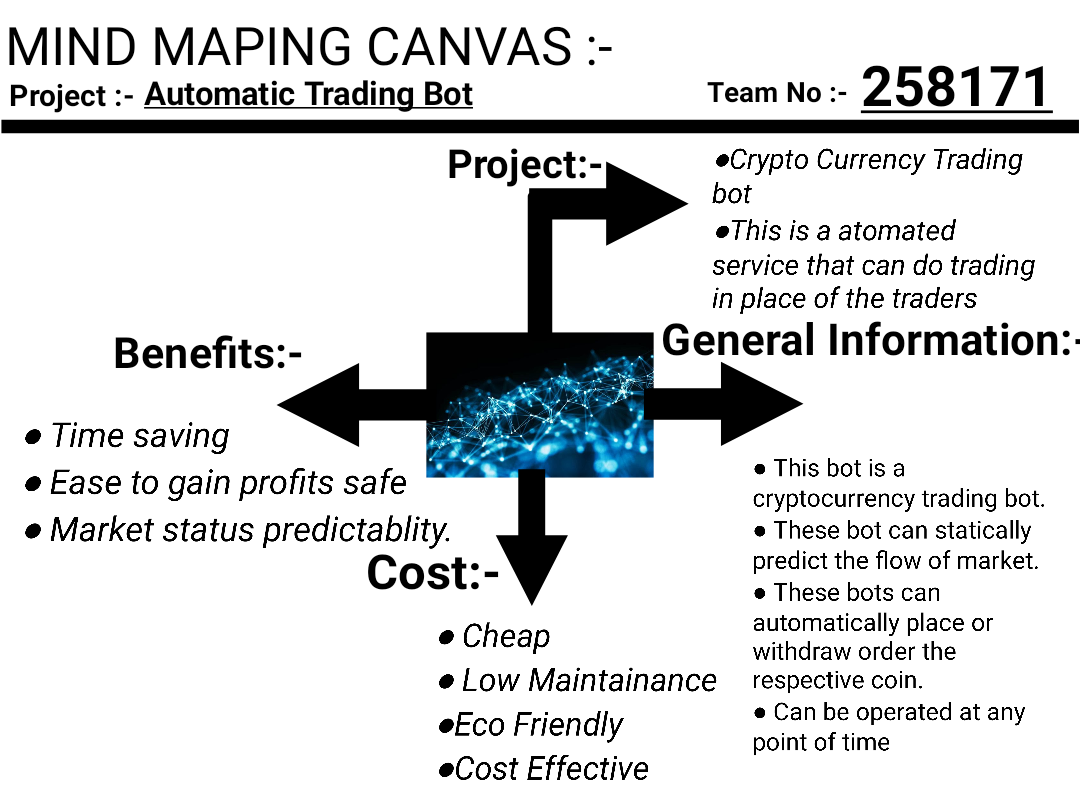 MIND MAPING CANVAS :-
Project :- Automatic Trading Bot
Team No :- 258171
Project:-
●Crypto Currency Trading
bot
●This is a atomated
service that can do trading
in place of the traders
Benefits:-
● Time saving
● Ease to gain profits safe
● Market status predictablity.
General Information:-
● This bot is a
cryptocurrency trading bot.
● These bot can statically
predict the flow of market.
● These bots can
automatically place or
withdraw order the
respective coin.
● Can be operated at any
point of time
Cost:-
● Cheap
● Low Maintainance
●Eco Friendly
●Cost Effective